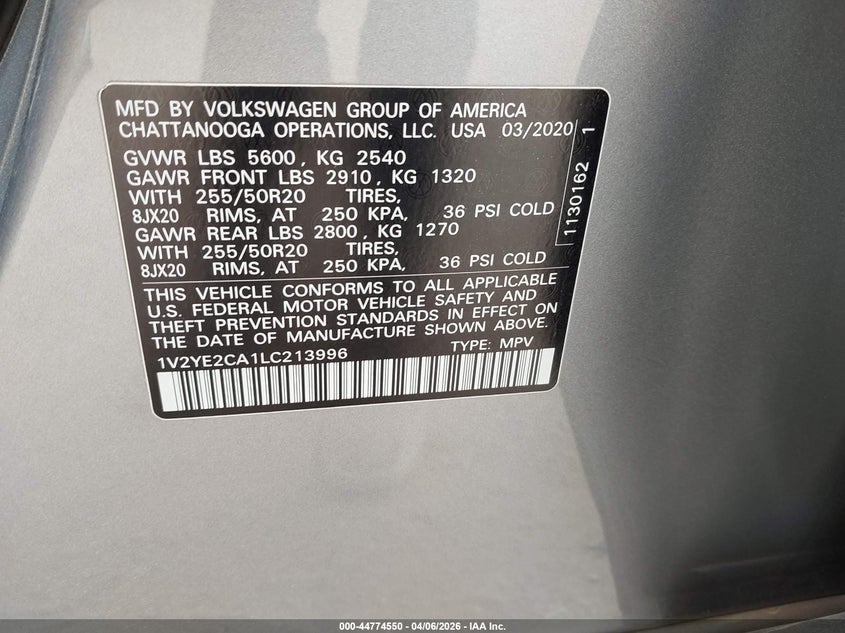 MFD BY VOLKSWAGEN GROUP OF AMERICA
CHATTANOOGA OPERATIONS, LLC. USA 03/2020
GVWR LBS 5600, KG 2540
GAWR FRONT LBS 2910, KG 1320
WITH 255/50R20 TIRES,
8JX20 RIMS, AT 250 KPA, 36 PSI COLD
GAWR REAR LBS 2800, KG 1270
WITH 255/50R20 TIRES,
8JX20 RIMS, AT 250 KPA, 36 PSI COLD
THIS VEHICLE CONFORMS TO ALL APPLICABLE
U.S. FEDERAL MOTOR VEHICLE SAFETY AND
THEFT PREVENTION STANDARDS IN EFFECT ON
THE DATE OF MANUFACTURE SHOWN ABOVE.
1V2YE2CA1LC213996 TYPE: MPV
1130162 1
000-44774550 - 04/06/2026 - IAA Inc.